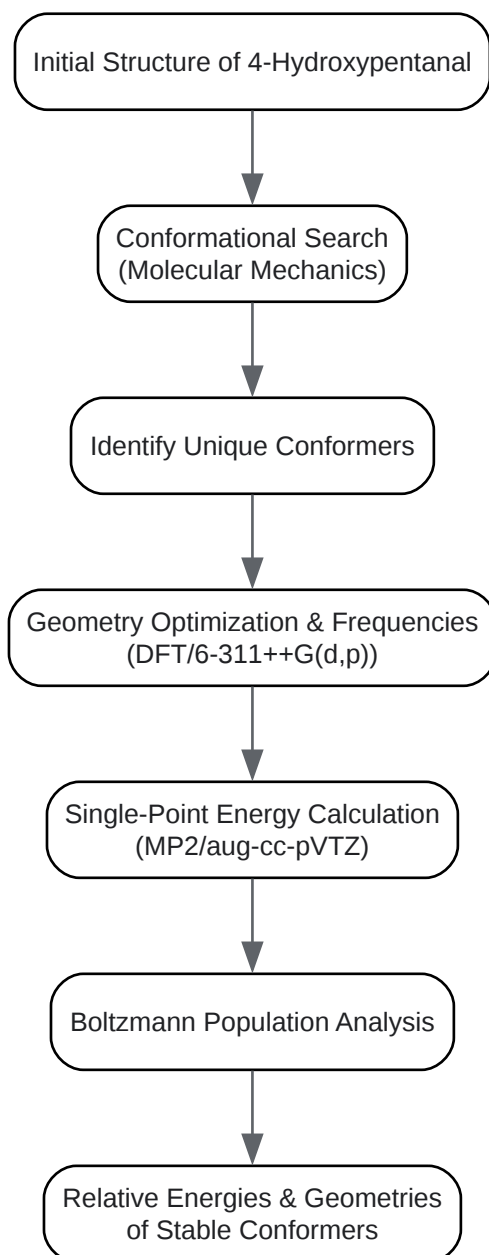 Initial Structure of 4-Hydroxypentanal
Conformational Search
(Molecular Mechanics)
Identify Unique Conformers
Geometry Optimization & Frequencies
(DFT/6-311++G(d,p))
Single-Point Energy Calculation
(MP2/aug-cc-pVTZ)
Boltzmann Population Analysis
Relative Energies & Geometries
of Stable Conformers